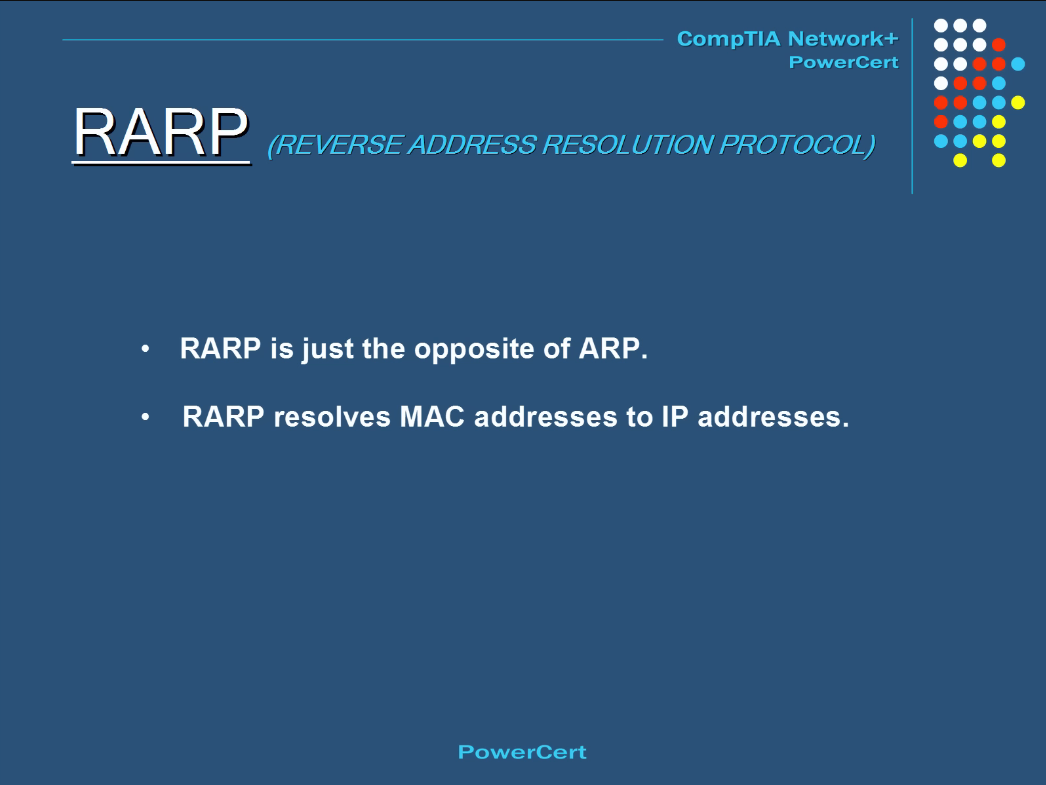 CompTIA Network+
PowerCert
RARP (REVERSE ADDRESS RESOLUTION PROTOCOL)
• RARP is just the opposite of ARP.
• RARP resolves MAC addresses to IP addresses.
PowerCert